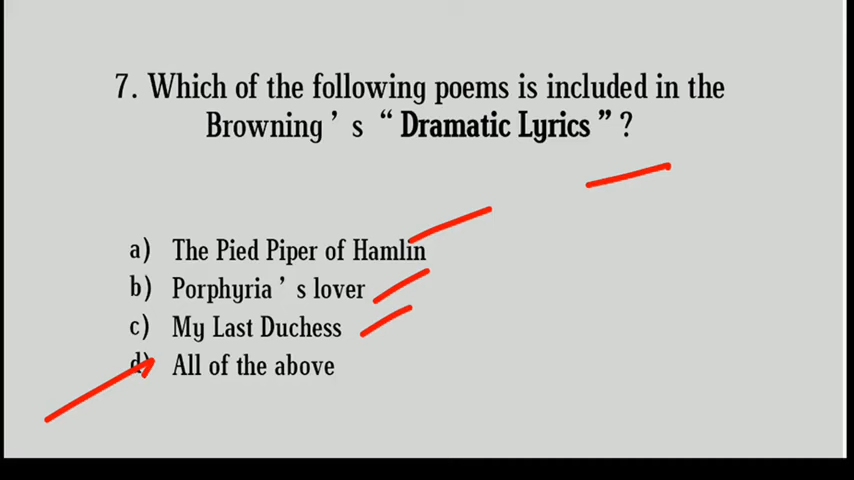 7. Which of the following poems is included in the
Browning ’ s “ Dramatic Lyrics ” ?
a) The Pied Piper of Hamlin
b) Porphyria ’ s lover
c) My Last Duchess
d) All of the above